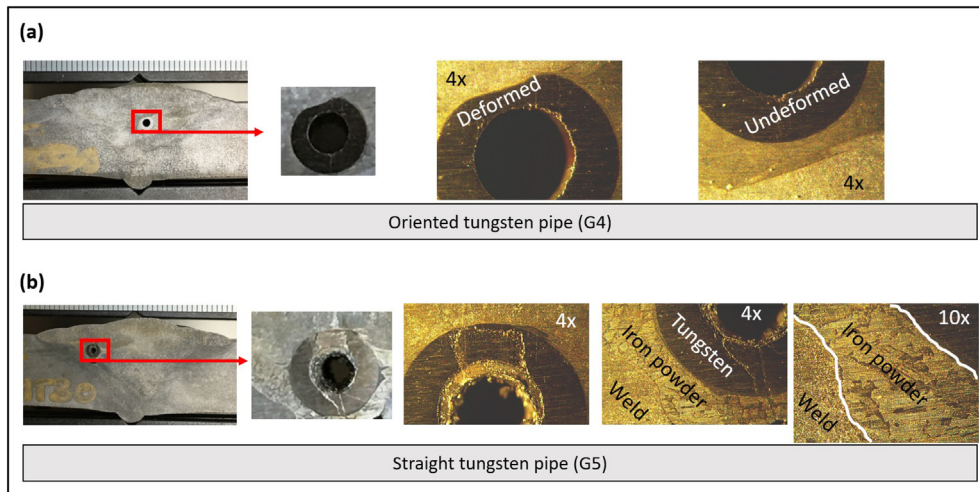 (a)
4x
Deformed
Undeformed
4x
Oriented tungsten pipe (G4)
(b)
4x
4x
10x
Iron powder
Tungsten
Weld
Iron powder
Weld
Straight tungsten pipe (G5)